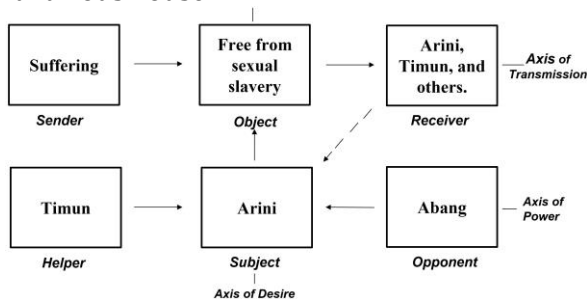 Suffering
Free from
sexual
slavery
Arini,
Timun, and
others.
Axis of
Transmission
Sender
Object
Receiver
Timun
Arini
Abang
Axis of
Power
Helper
Subject
Opponent
Axis of Desire